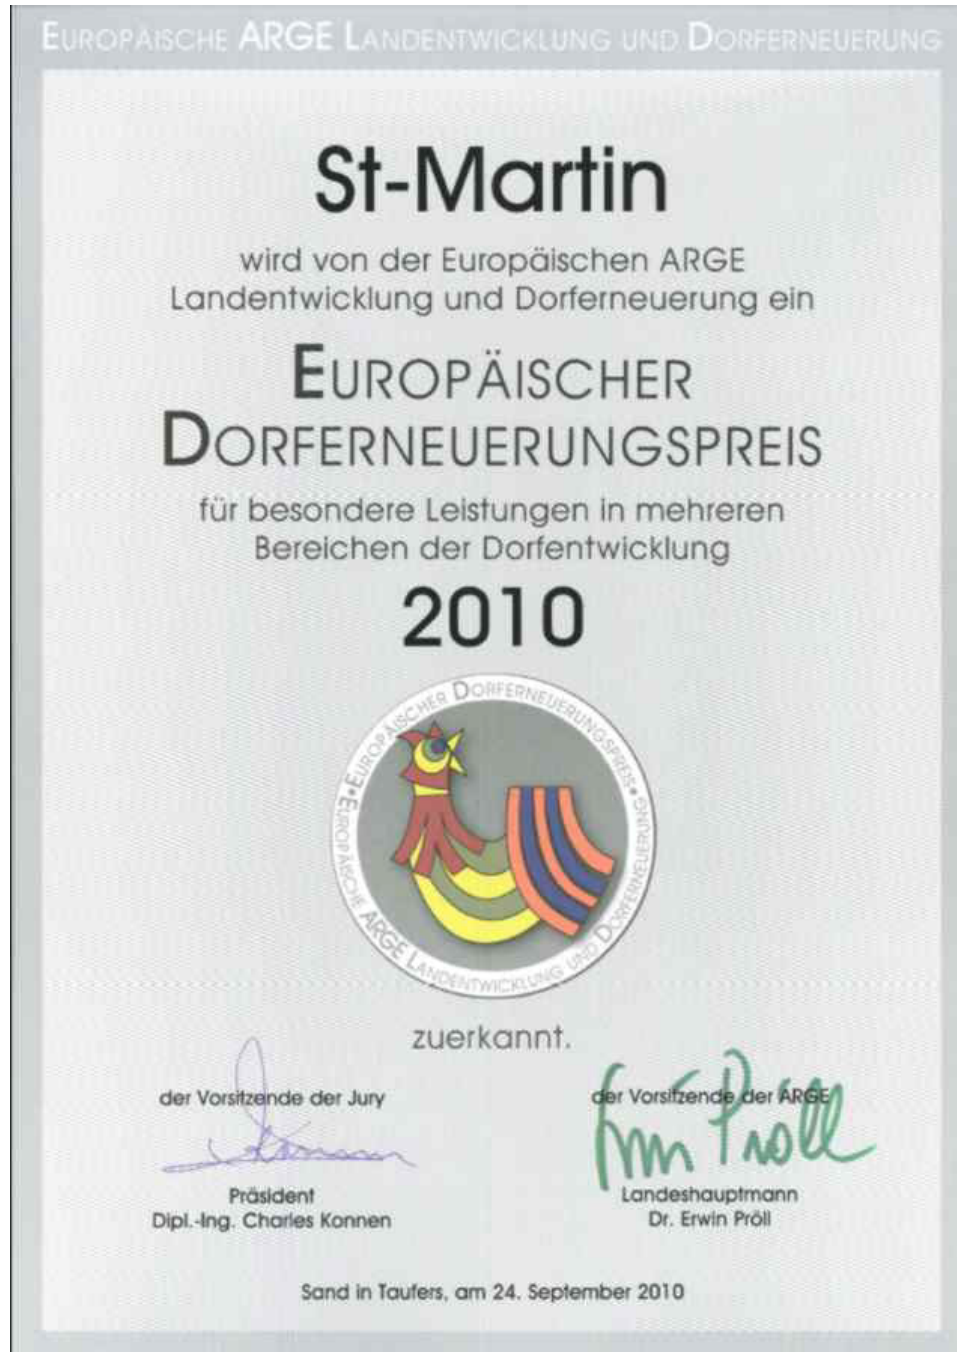 EUROPÄISCHE ARGE LANDENTWICKLUNG UND DORFERNEUERUNG
St-Martin
wird von der Europäischen ARGE
Landentwicklung und Dorferneuerung ein
EUROPÄISCHER
DORFERNEUERUNGSPREIS
für besondere Leistungen in mehreren
Bereichen der Dorfentwicklung
2010
EUROPÄISCHER DORFERNEUERUNGSPREIS
EUROPÄISCHE ARGE LANDENTWICKLUNG UND DORFERNEUERUNG
zuerkannt.
der Vorsitzende der Jury
der Vorsitzende der ARGE
Konnen
Erwin Pröll
Präsident
Dipl.-Ing. Charles Konnen
Landeshauptmann
Dr. Erwin Pröll
Sand in Taufers, am 24. September 2010